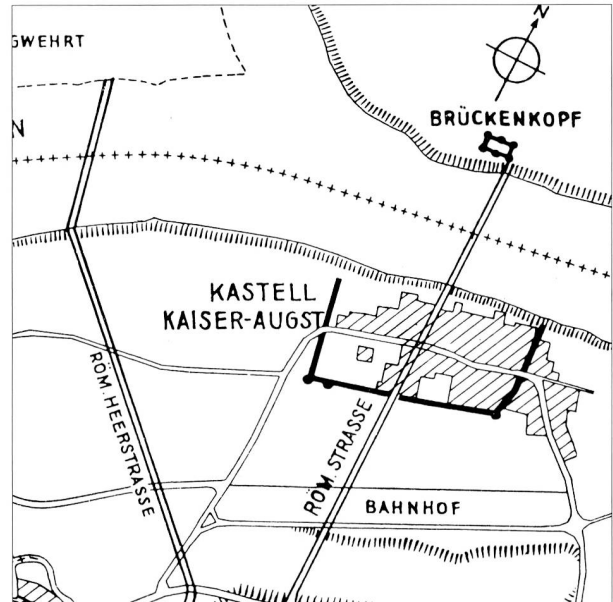 GWEHRT
N
N
BRÜCKENKOPF
KASTELL
KAISER-AUGST
RÖM. HEERSTRASSE
RÖM. STRASSE
BAHNHOF